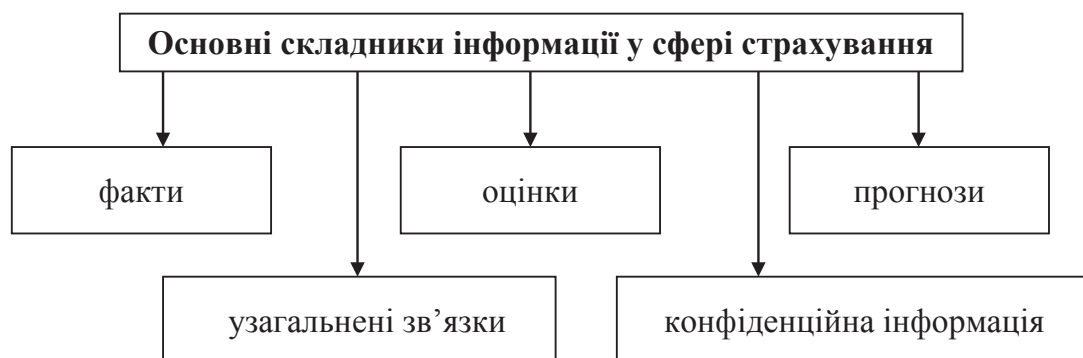 Основні складники інформації у сфері страхування
факти
оцінки
прогнози
узагальнені зв’язки
конфіденційна інформація